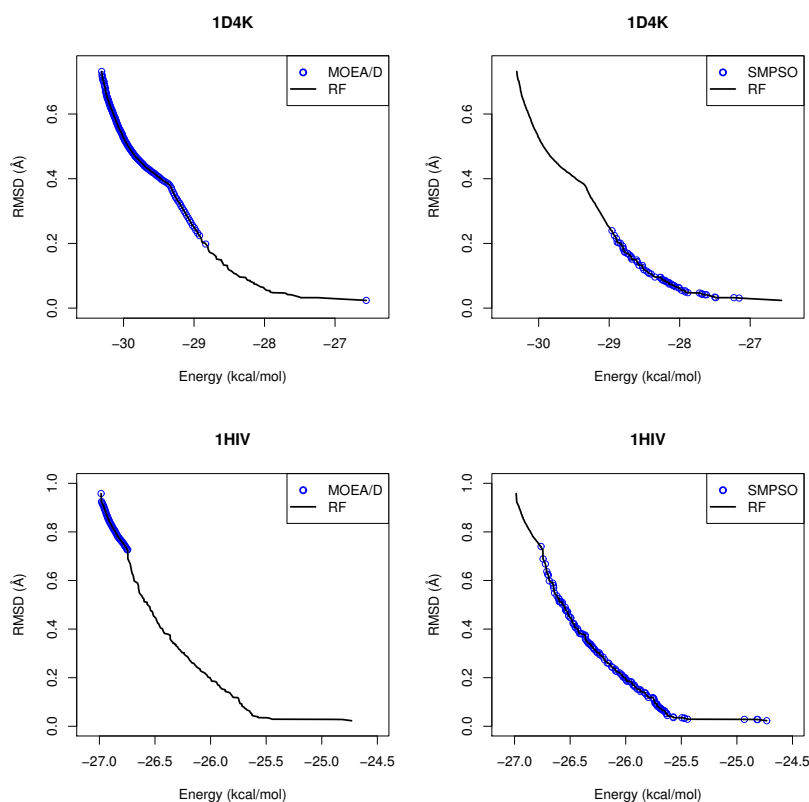 1D4K
RMSD (Å)
0.0 0.2 0.4 0.6
MOEA/D
RF
−30 −29 −28 −27
Energy (kcal/mol)
1D4K
RMSD (Å)
0.0 0.2 0.4 0.6
SMPSO
RF
−30 −29 −28 −27
Energy (kcal/mol)
1HIV
RMSD (Å)
0.0 0.2 0.4 0.6 0.8 1.0
MOEA/D
RF
−27.0 −26.5 −26.0 −25.5 −25.0 −24.5
Energy (kcal/mol)
1HIV
RMSD (Å)
0.0 0.2 0.4 0.6 0.8 1.0
SMPSO
RF
−27.0 −26.5 −26.0 −25.5 −25.0 −24.5
Energy (kcal/mol)